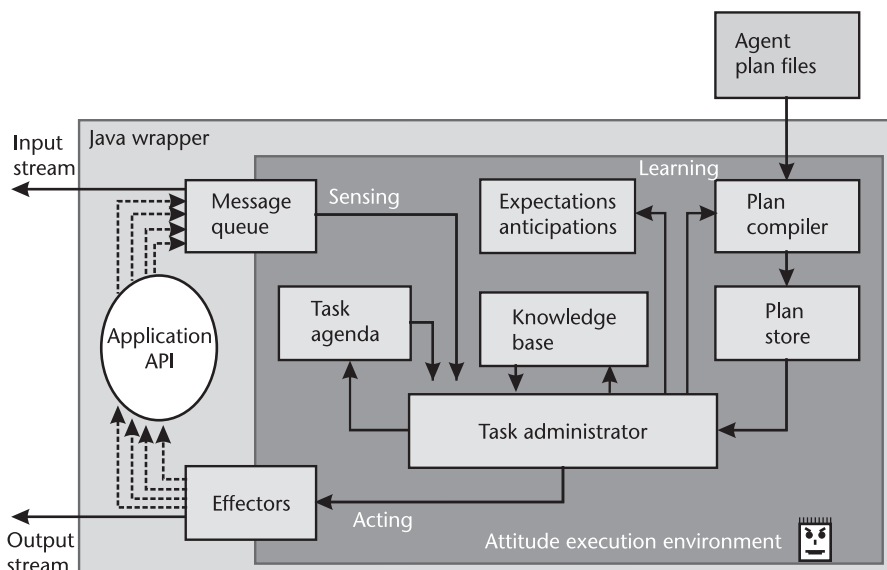 Agent
plan files
Java wrapper
Input
stream
Learning
Message
queue
Sensing
Expectations
anticipations
Plan
compiler
Task
agenda
Knowledge
base
Plan
store
Application
API
Task administrator
Effectors
Acting
Attitude execution environment
Output
stream